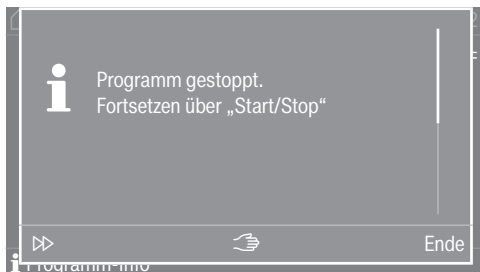 Programm gestoppt.
Fortsetzen über „Start/Stop“
Ende
Programm-Info